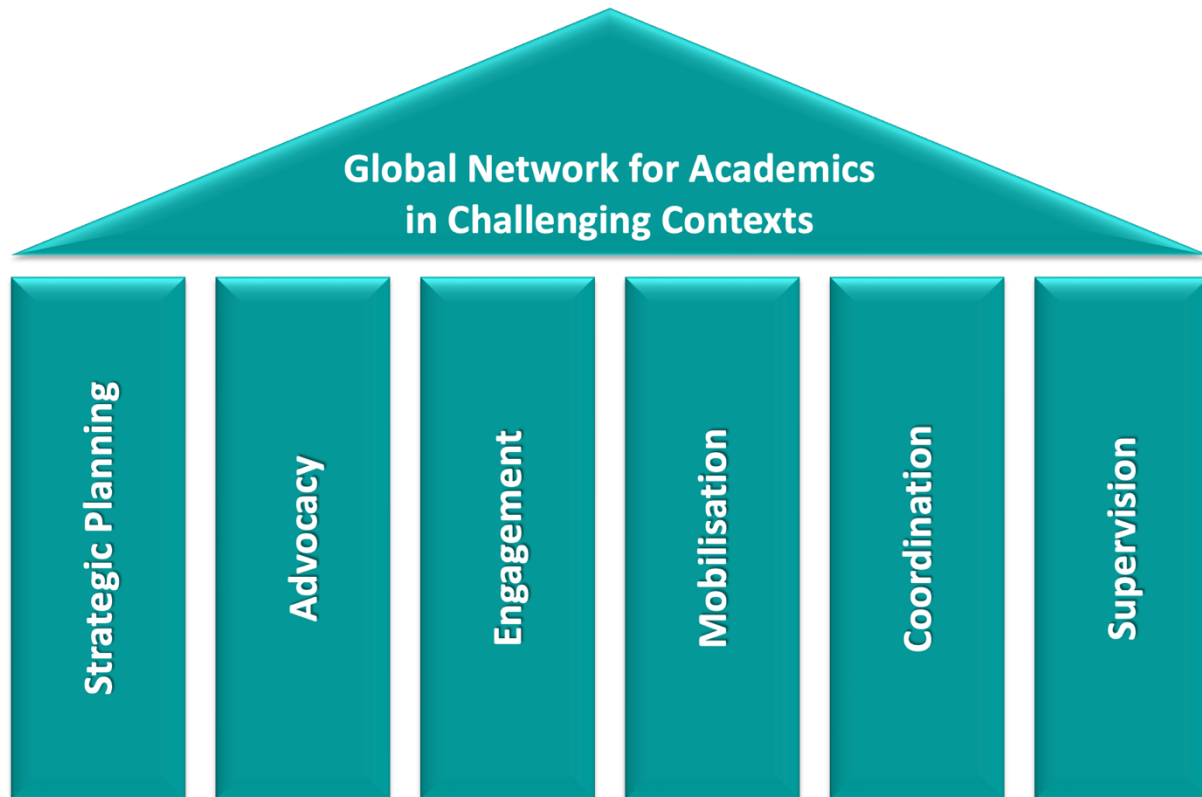 Global Network for Academics
in Challenging Contexts
Strategic Planning
Advocacy
Engagement
Mobilisation
Coordination
Supervision